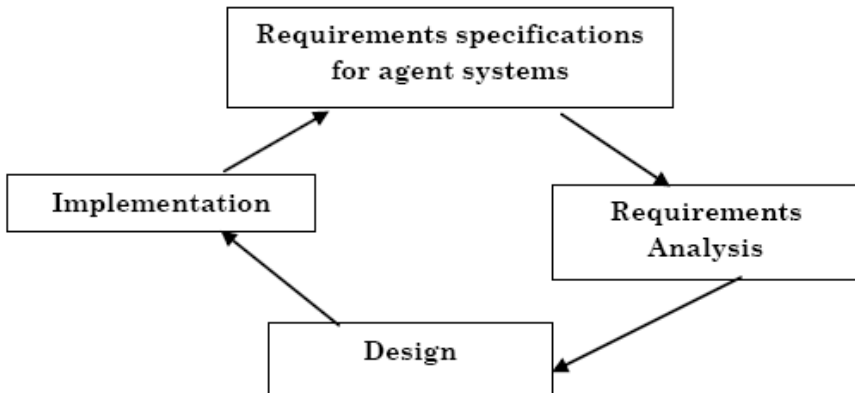 Requirements specifications
for agent systems
Implementation
Requirements
Analysis
Design